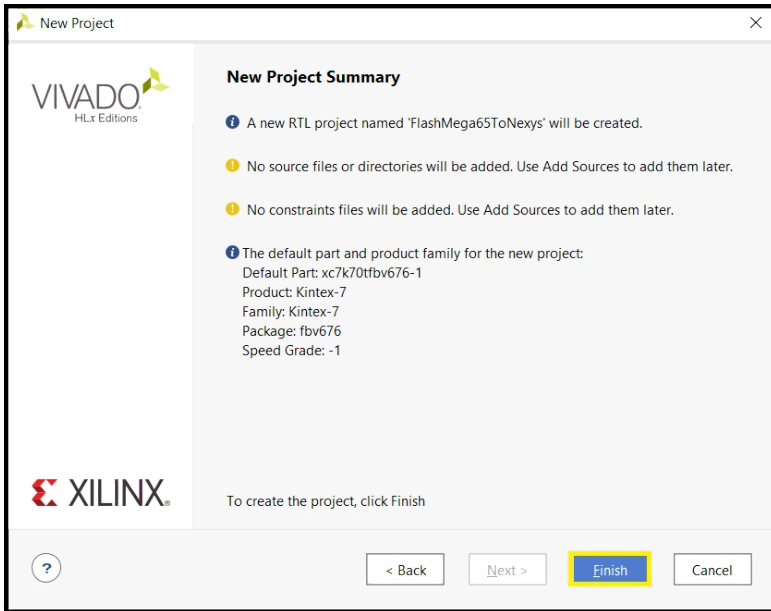 New Project
VIVADO
HLx Editions
New Project Summary
A new RTL project named 'FlashMega65ToNexys' will be created.
No source files or directories will be added. Use Add Sources to add them later.
No constraints files will be added. Use Add Sources to add them later.
The default part and product family for the new project:
Default Part: xc7k70tfbv676-1
Product: Kintex-7
Family: Kintex-7
Package: fbv676
Speed Grade: -1
XILINX
To create the project, click Finish
?
< Back
Next >
Finish
Cancel